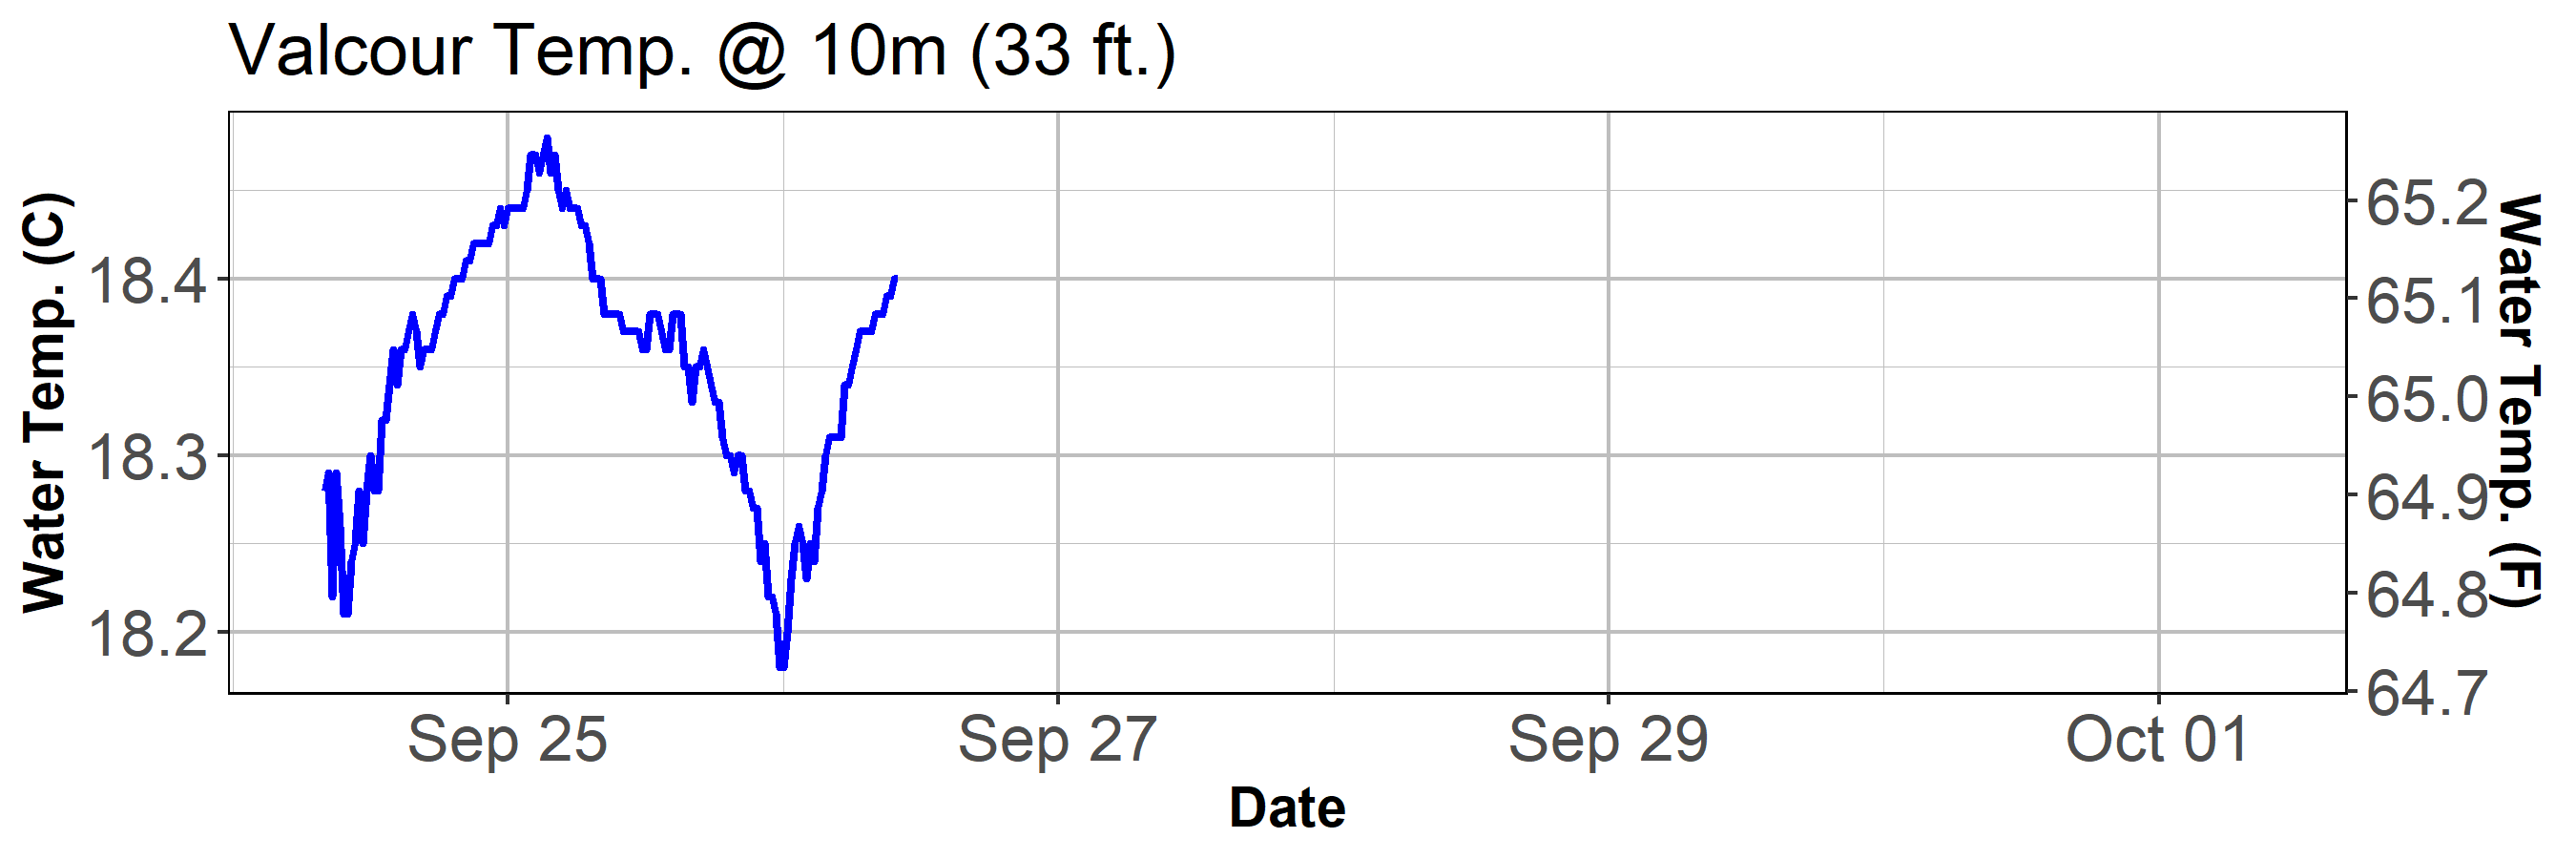 Valcour Temp. @ 10m (33 ft.)
Water Temp. (C)
18.4
18.3
18.2
65.2
65.1
65.0
64.9
64.8
64.7
Water Temp. (F)
Sep 25
Sep 27
Sep 29
Oct 01
Date